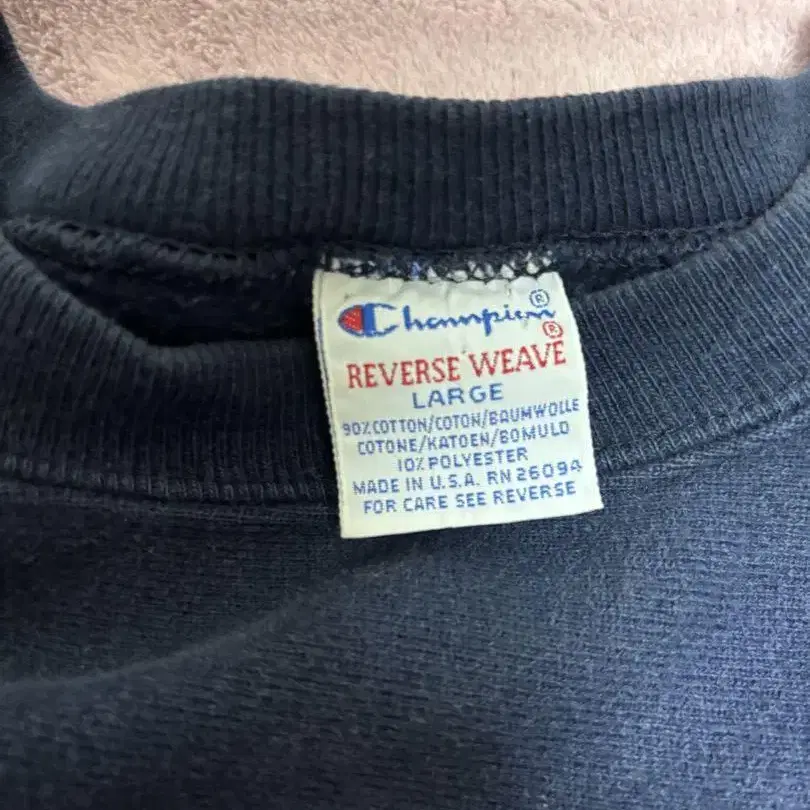 Champion®
REVERSE WEAVE®
LARGE
90%COTTON/COTON/BAUMWOLLE
COTONE/KATOEN/BOMULD
10% POLYESTER
MADE IN U.S.A. RN 26094
FOR CARE SEE REVERSE